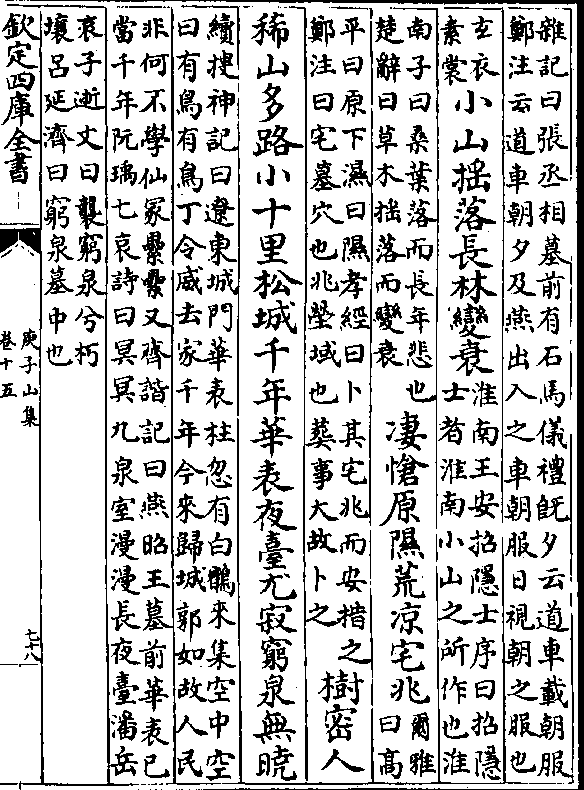 雜記曰張丞相墓前有石馬儀禮既夕云道車載朝服
鄭注云道車朝夕及燕出入之車朝服日視朝之服也
玄衣素裳小山揺落長林變衰淮南王安招隱士序曰招隱士者淮南小山之所作也淮
南子曰桑葉落而長年悲也楚辭曰草木揺落而變衰凄愴原隰荒凉宅兆爾雅曰髙
平曰原下濕曰隰孝經曰卜其宅兆而安措之鄭注曰宅墓穴也兆塋域也葬事大故卜之樹密人
稀山多路小十里松城千年華表夜臺尤寂窮泉無曉
續搜神記曰遼東城門華表柱忽有白鶴來集空中空
曰有鳥有鳥丁令威去家千年今來歸城郭如故人民
非何不學仙冢纍纍又齊諧記曰燕昭王墓前華表已
當千年阮瑀七哀詩曰冥冥九泉室漫漫長夜臺潘岳
哀子逝文曰襲窮泉兮朽
壤呂延濟曰窮泉墓中也
欽定四庫全書
庾子山集
卷十五
七十八